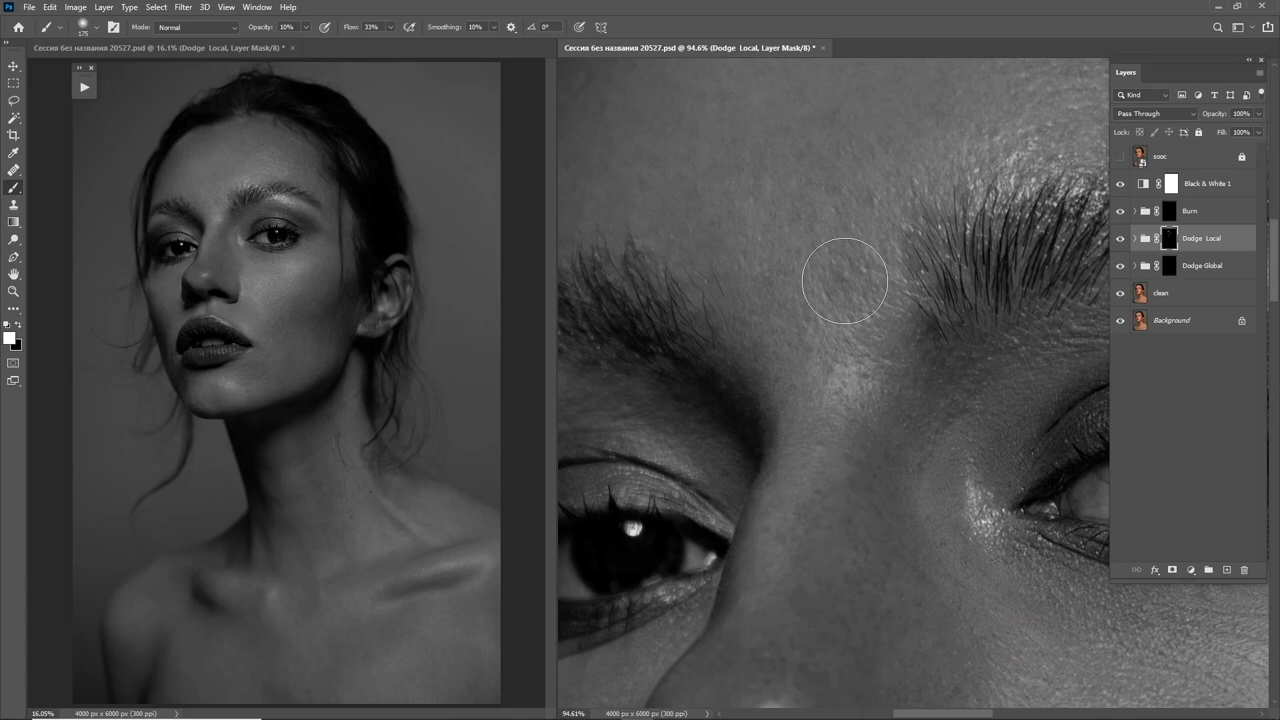 Ps File Edit Image Layer Type Select Filter 3D View Window Help
175 Mode: Normal Opacity: 10% Flow: 33% Smoothing: 10% 0°
Сессия без названия 20527.psd @ 16.1% (Dodge Local, Layer Mask/8) * ×
Сессия без названия 20527.psd @ 94.6% (Dodge Local, Layer Mask/8) * ×
Layers
Kind
Pass Through Opacity: 100%
Lock: Fill: 100%
sooc
Black & White 1
Burn
Dodge Local
Dodge Global
clean
Background
fx
16.05% 4000 px x 6000 px (300 ppi)
94.61% 4000 px x 6000 px (300 ppi)